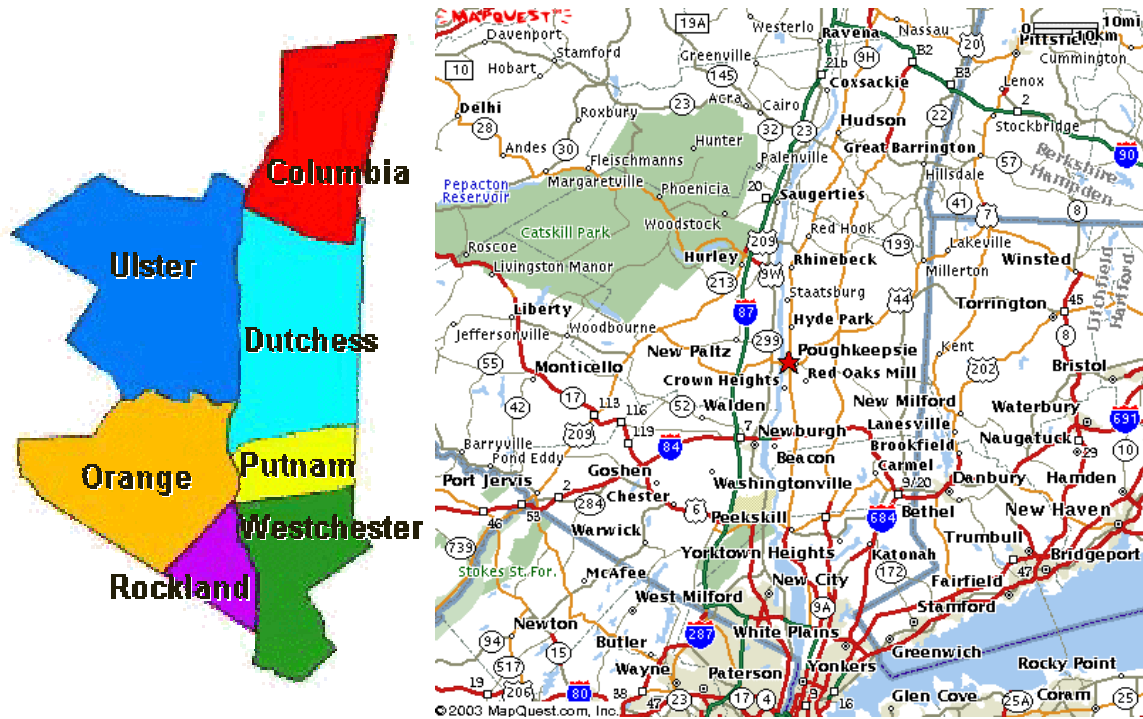 Columbia
Ulster
Dutchess
Putnam
Orange
Westchester
Rockland
MAPQUEST
19A
Westerlo
Ravena
Nassau
20
0 10mi
10km
Pittsfield
Davenport
Stamford
Greenville
21b
9H
B2
Cummington
10
Hobart
145
Coxsackie
B3
Lenox
Delhi
Roxbury
23
Acra
Cairo
22
2
28
32
23
Hudson
Stockbridge
Andes
30
Hunter
Great Barrington
57
90
Fleischmanns
Palenville
Berkshire
Hampden
Pepacton
Reservoir
Margaretville
Phoenicia
20
Saugerties
Hillsdale
41
7
8
Woodstock
Catskill Park
209
Red Hook
199
Lakeville
Roscoe
Hurley
9W
Rhinebeck
Millerton
Winsted
Livingston Manor
213
Staatsburg
44
Litchfield
Hartford
Liberty
87
Hyde Park
Torrington
45
Jeffersonville
Woodbourne
299
8
New Paltz
Poughkeepsie
Kent
55
Monticello
Crown Heights
Red Oaks Mill
202
Bristol
17
113
116
52
Walden
New Milford
Waterbury
42
209
119
84
7
Newburgh
Lanesville
691
Barryville
Pond Eddy
Beacon
Brookfield
Naugatuck
29
10
Port Jervis
Goshen
Washingtonville
Carmel
9/20
Danbury
Hamden
2
284
Chester
6
Bethel
New Haven
46
53
Warwick
Peekskill
684
Trumbull
739
Yorktown Heights
Katonah
Bridgeport
Stokes St. For.
McAfee
172
47
New City
Fairfield
West Milford
9A
Stamford
Newton
287
White Plains
94
15
Butler
Greenwich
517
Wayne
Paterson
Yonkers
Rocky Point
19
206
80
38
47
23
17
4
9
16
Glen Cove
25A
Coram
25
©2003 MapQuest.com, Inc.